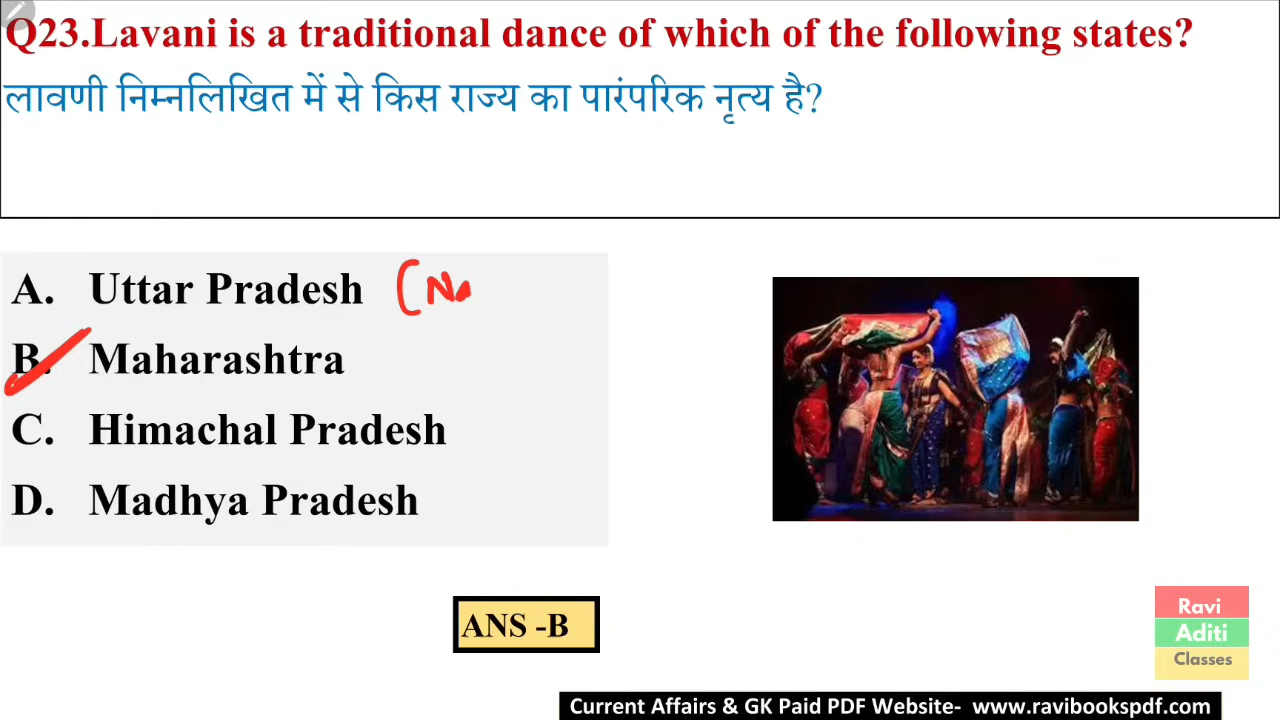 Q23.Lavani is a traditional dance of which of the following states?
लावणी निम्नलिखित में से किस राज्य का पारंपरिक नृत्य है?
A. Uttar Pradesh
B. Maharashtra
C. Himachal Pradesh
D. Madhya Pradesh
ANS -B
Ravi
Aditi
Classes
Current Affairs & GK Paid PDF Website- www.ravibookspdf.com